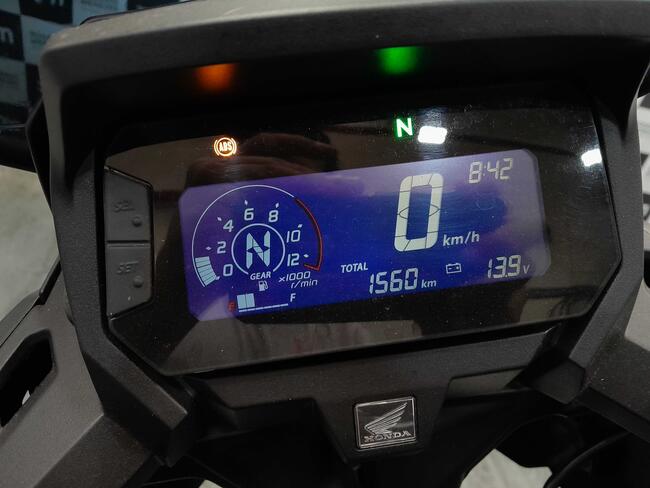 ABS
N
SEL
SET
8:42
0 km/h
0 2 4 6 8 10 12
N
GEAR
x1000
r/min
E F
TOTAL
1560 km
13.9 V
HONDA